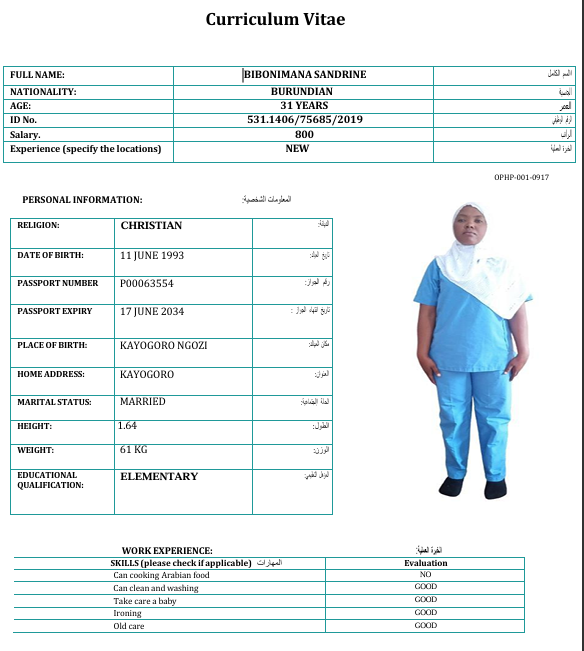 Curriculum Vitae
FULL NAME: BIBONIMANA SANDRINE الاسم الكامل
NATIONALITY: BURUNDIAN الجنسية
AGE: 31 YEARS العمر
ID No. 531.1406/75685/2019
Salary. 800 الراتب
Experience (specify the locations) NEW الخبرة العملية
OPHP-001-0917
PERSONAL INFORMATION: المعلومات الشخصية:
RELIGION: CHRISTIAN الديانة:
DATE OF BIRTH: 11 JUNE 1993 تاريخ الميلاد:
PASSPORT NUMBER P00063554 رقم الجواز:
PASSPORT EXPIRY 17 JUNE 2034 تاريخ انتهاء الجواز :
PLACE OF BIRTH: KAYOGORO NGOZI مكان الميلاد:
HOME ADDRESS: KAYOGORO العنوان:
MARITAL STATUS: MARRIED الحالة الاجتماعية:
HEIGHT: 1.64 الطول:
WEIGHT: 61 KG الوزن:
EDUCATIONAL QUALIFICATION: ELEMENTARY
WORK EXPERIENCE: الخبرة العملية:
SKILLS (please check if applicable) المهارات Evaluation
Can cooking Arabian food NO
Can clean and washing GOOD
Take care a baby GOOD
Ironing GOOD
Old care GOOD